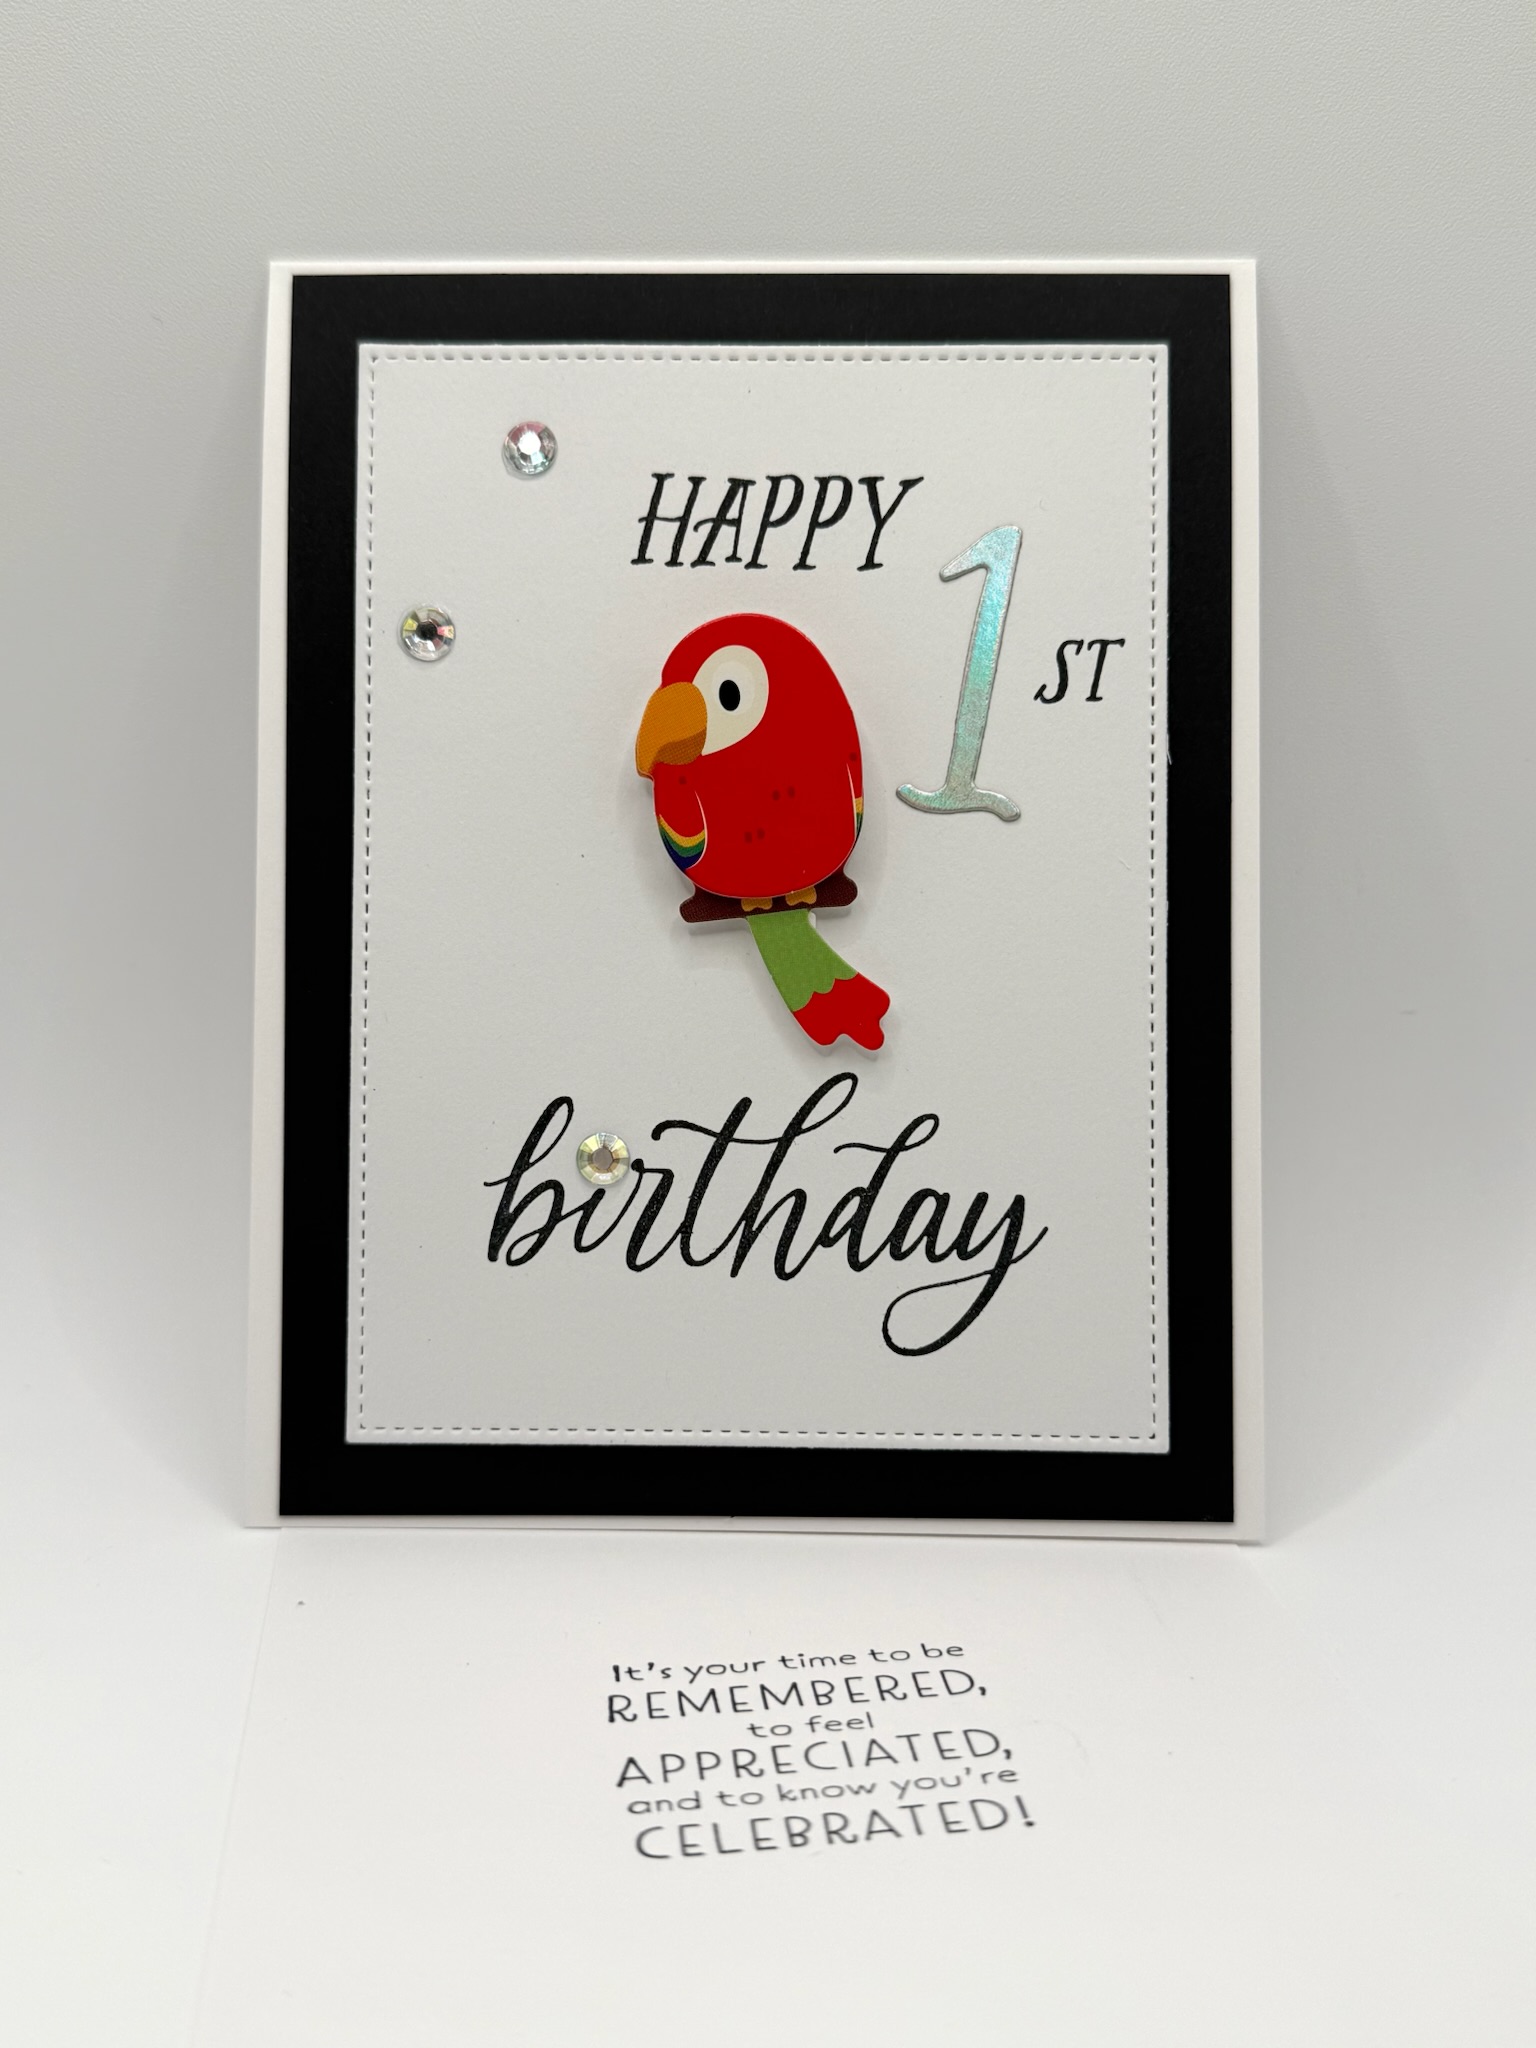 HAPPY
1 ST
birthday
It's your time to be
REMEMBERED,
to feel
APPRECIATED,
and to know you're
CELEBRATED!